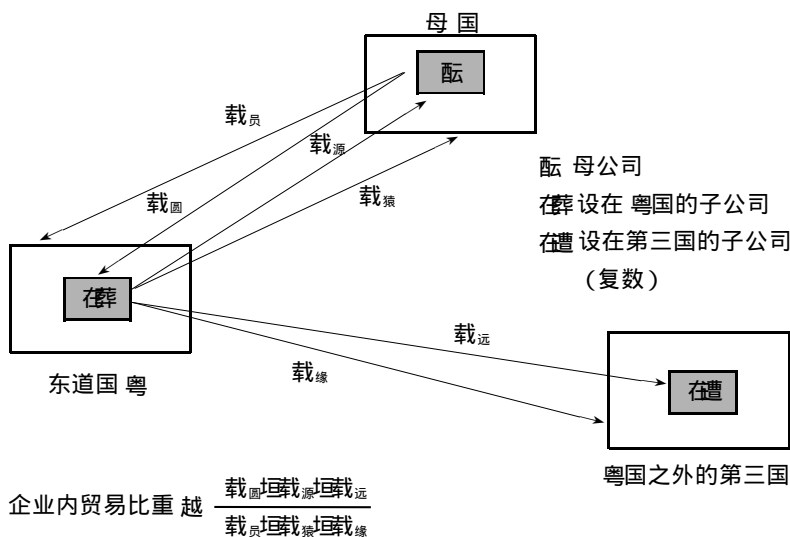 母 国
酝
载员
载源
载圆
载猿
酝 母公司
在葬 设在 粤国的子公司
在遭 设在第三国的子公司
（复数）
在葬
载远
载缘
在遭
东道国 粤
粤国之外的第三国
企业内贸易比重 越 载圆垣载源垣载远
载员垣载猿垣载缘